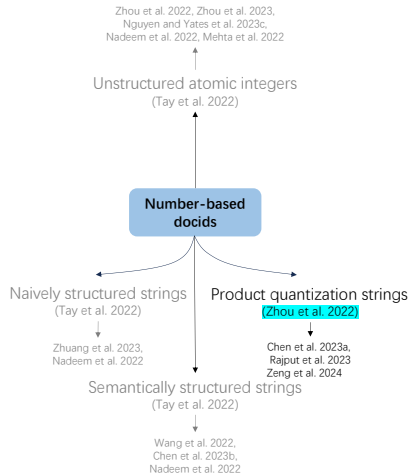 Zhou et al. 2022, Zhou et al. 2023,
Nguyen and Yates et al. 2023c,
Nadeem et al. 2022, Mehta et al. 2022
Unstructured atomic integers
(Tay et al. 2022)
Number-based
docids
Naively structured strings
(Tay et al. 2022)
Zhuang et al. 2023,
Nadeem et al. 2022
Product quantization strings
(Zhou et al. 2022)
Chen et al. 2023a,
Rajput et al. 2023
Zeng et al. 2024
Semantically structured strings
(Tay et al. 2022)
Wang et al. 2022,
Chen et al. 2023b,
Nadeem et al. 2022